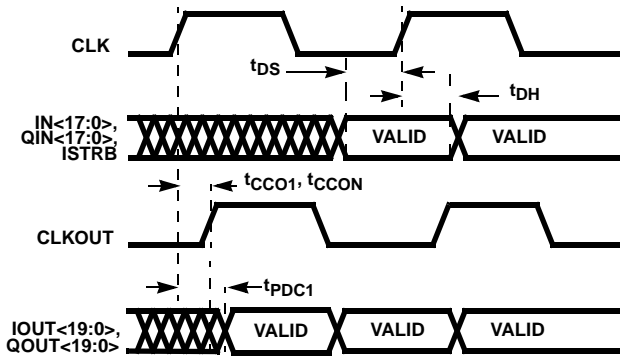 CLK
tDS
tDH
IN<17:0>,
QIN<17:0>,
ISTRB
VALID VALID
tCCO1, tCCON
CLKOUT
tPDC1
IOUT<19:0>,
QOUT<19:0>
VALID VALID VALID